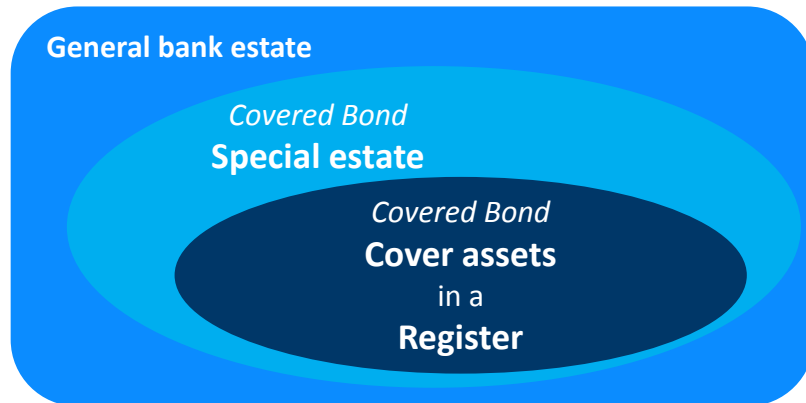 General bank estate
Covered Bond
Special estate
Covered Bond
Cover assets
in a
Register